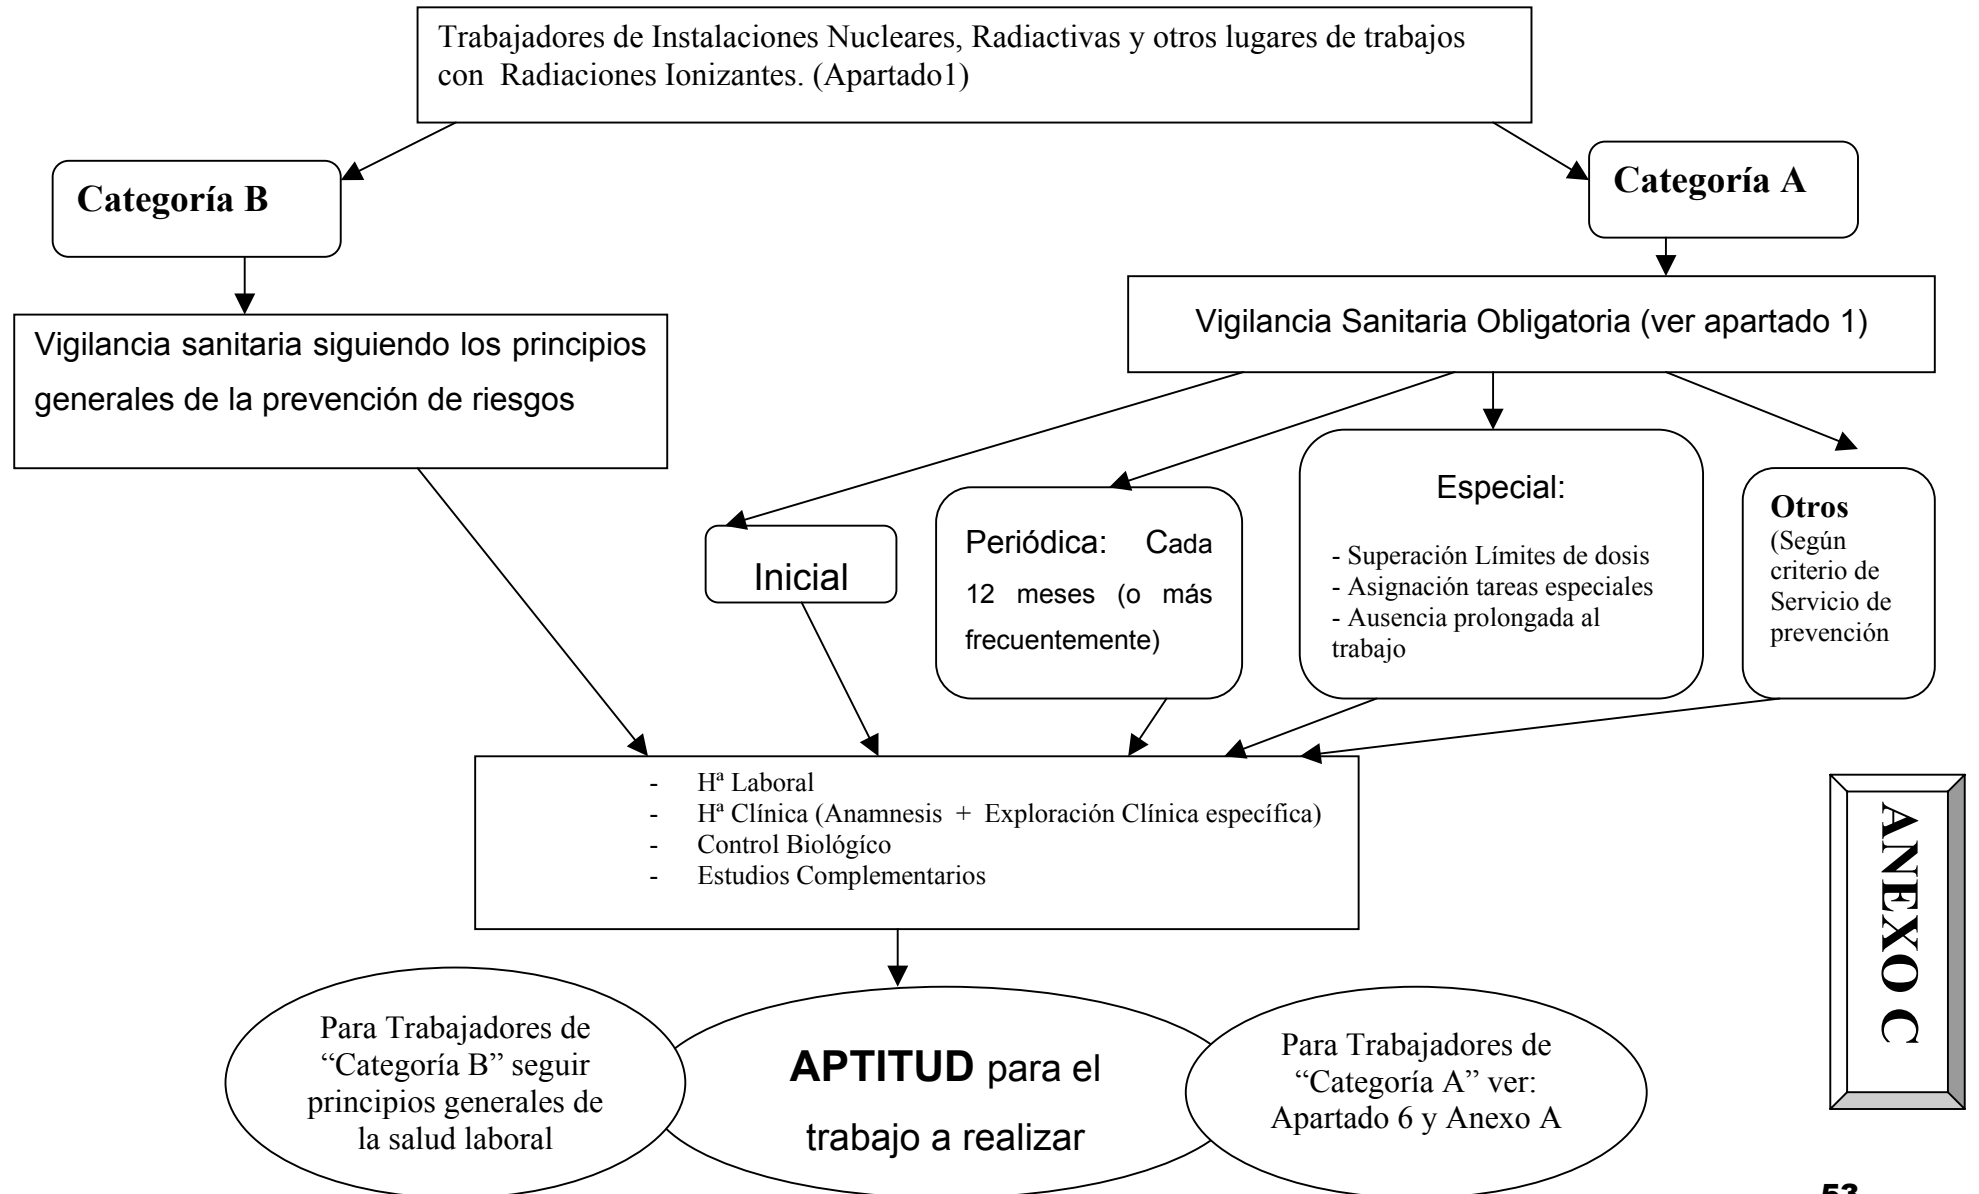 Trabajadores de Instalaciones Nucleares, Radiactivas y otros lugares de trabajos
con Radiaciones Ionizantes. (Apartado1)
Categoría B
Categoría A
Vigilancia sanitaria siguiendo los principios
generales de la prevención de riesgos
Vigilancia Sanitaria Obligatoria (ver apartado 1)
Inicial
Periódica: Cada
12 meses (o más
frecuentemente)
Especial:
- Superación Límites de dosis
- Asignación tareas especiales
- Ausencia prolongada al
trabajo
Otros
(Según
criterio de
Servicio de
prevención
- Hª Laboral
- Hª Clínica (Anamnesis + Exploración Clínica específica)
- Control Biológíco
- Estudios Complementarios
Para Trabajadores de
“Categoría B” seguir
principios generales de
la salud laboral
APTITUD para el
trabajo a realizar
Para Trabajadores de
“Categoría A” ver:
Apartado 6 y Anexo A
ANEXO C
53